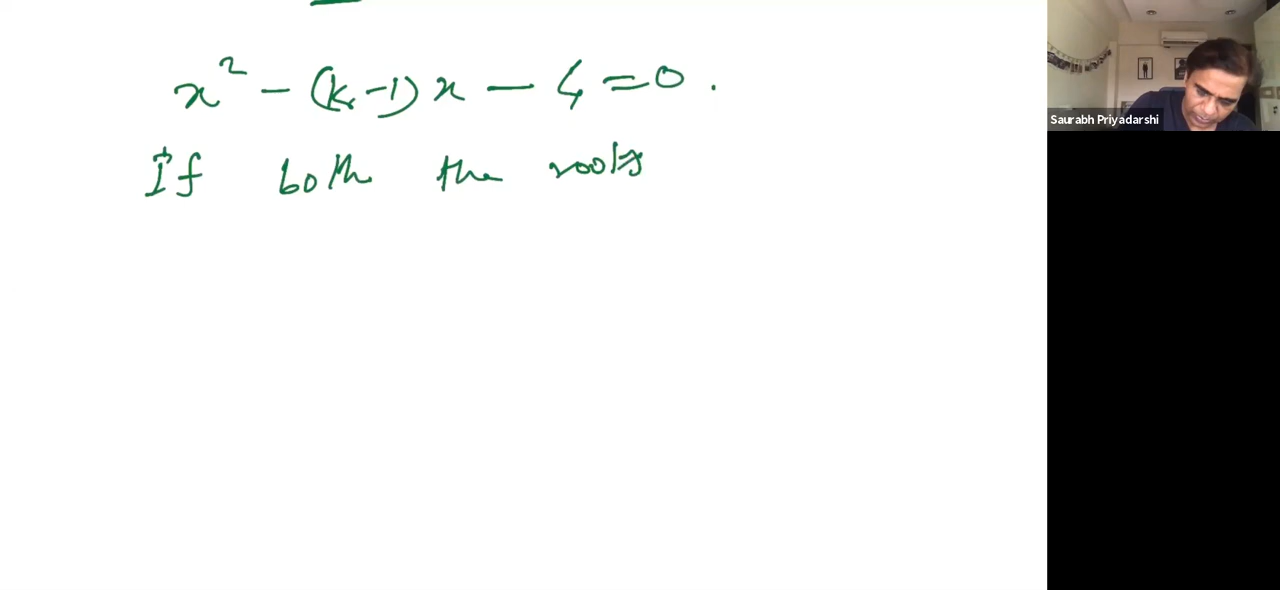 x² - (k-1)x - 4 = 0.
If both the roots
Saurabh Priyadarshi